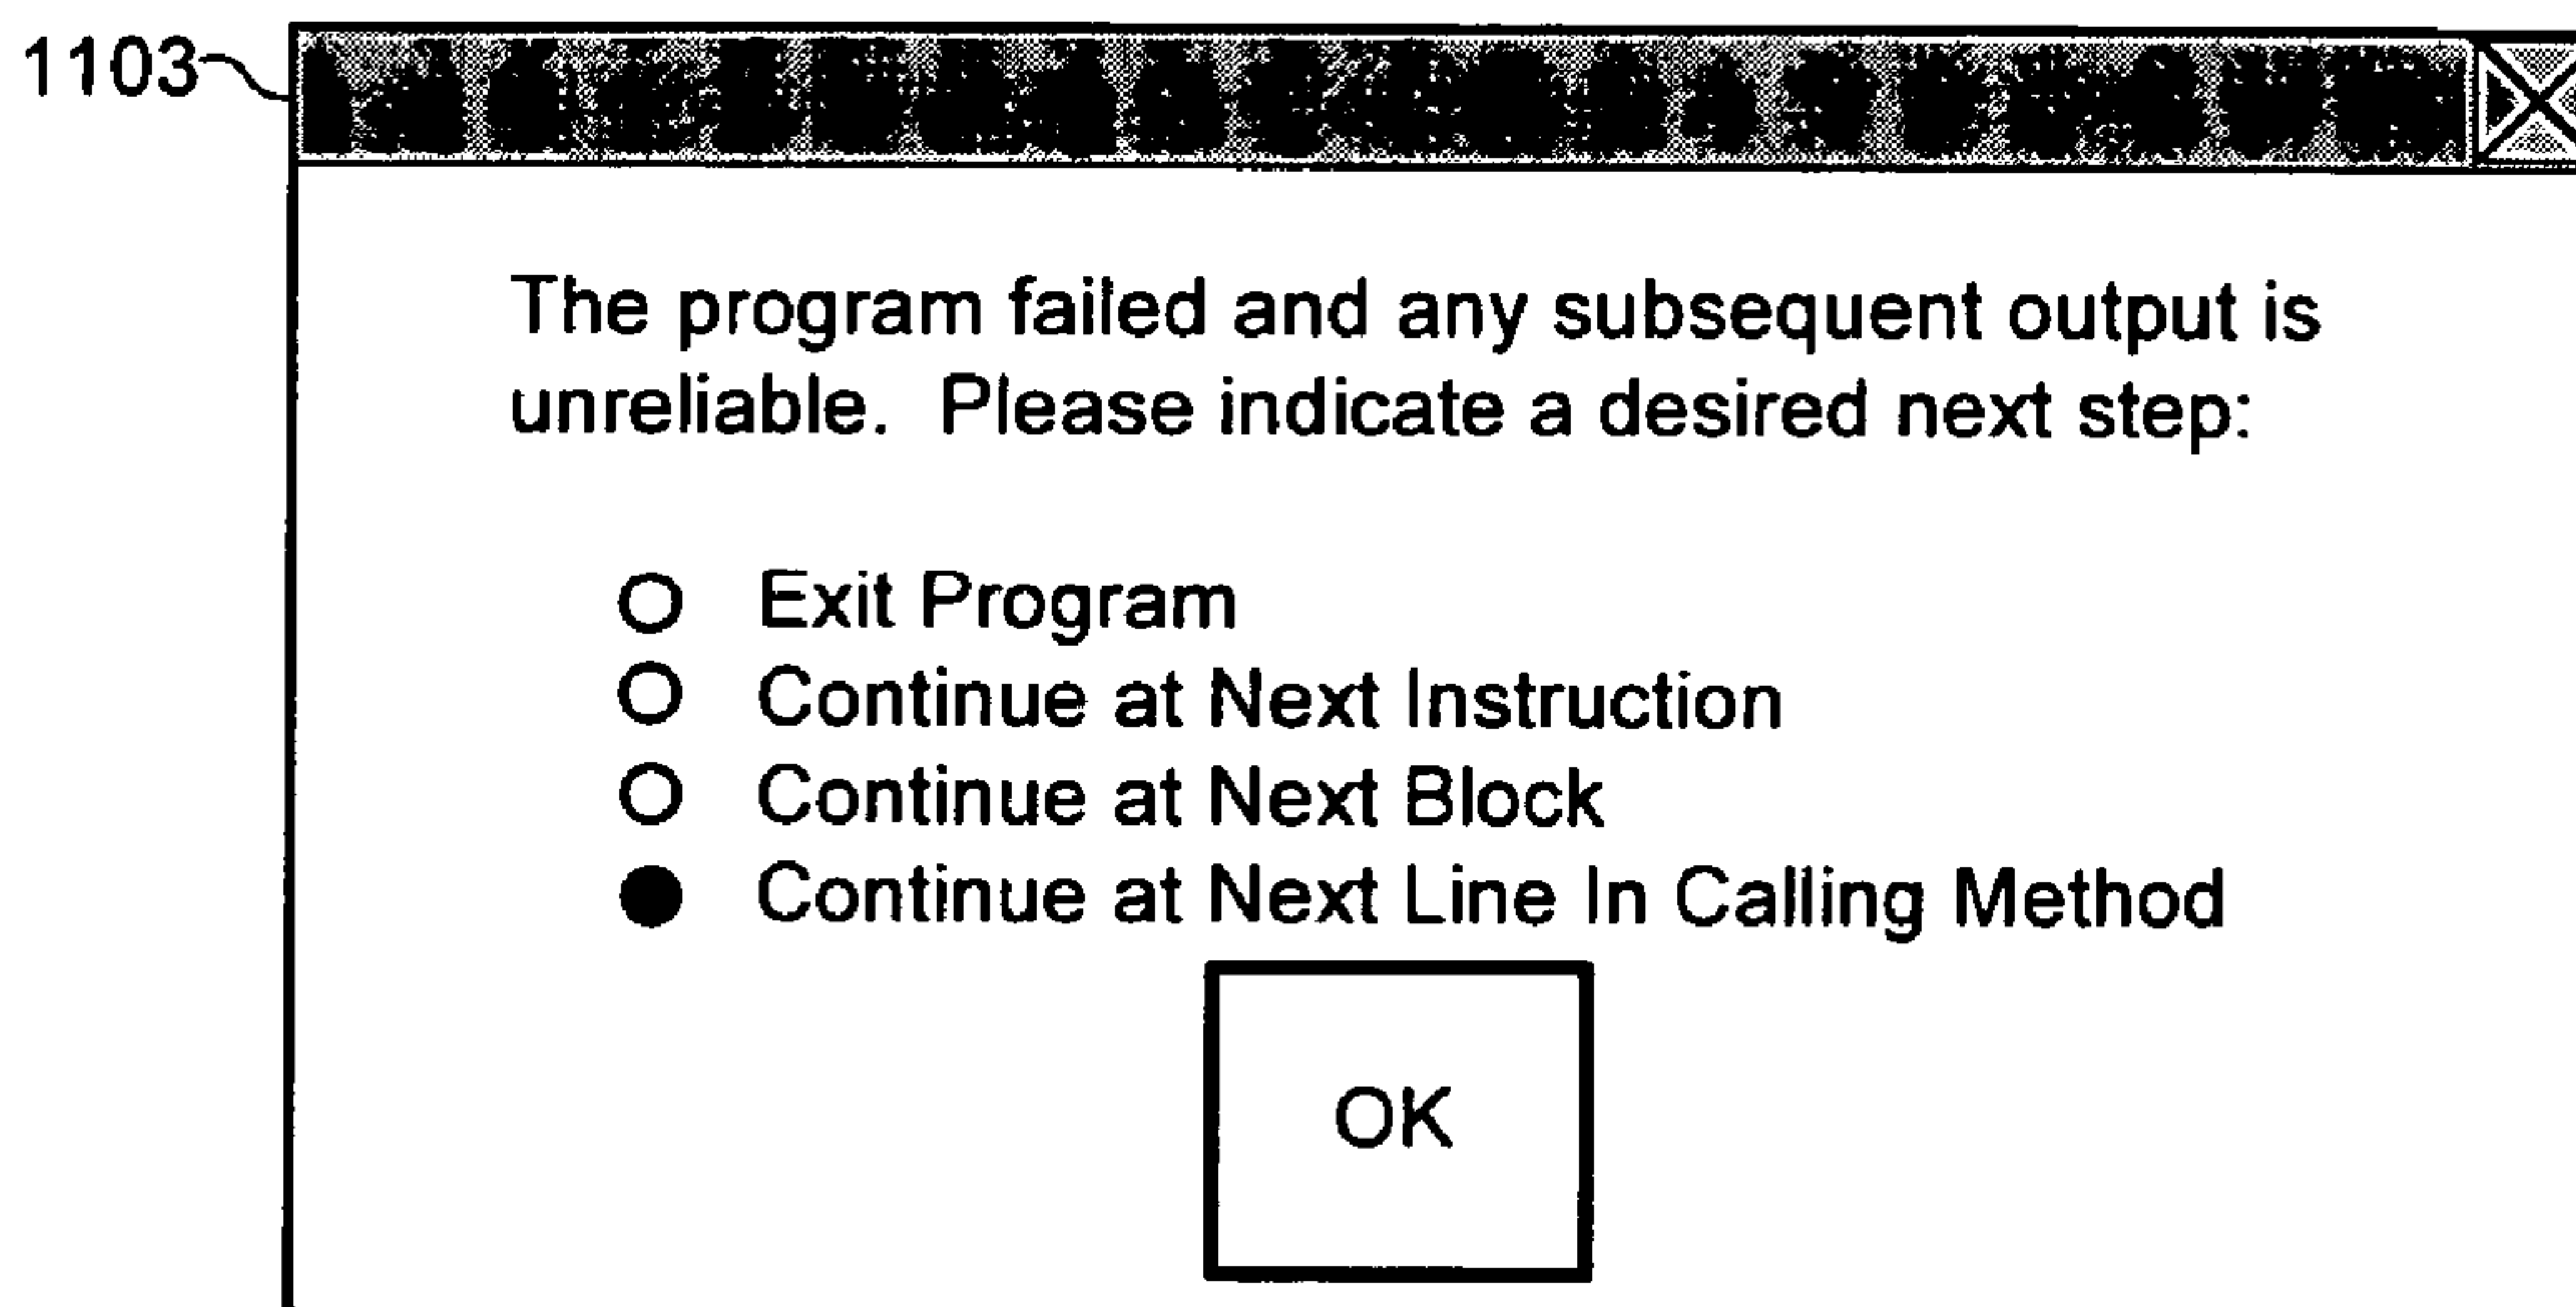 1103
The program failed and any subsequent output is
unreliable. Please indicate a desired next step:
Exit Program
Continue at Next Instruction
Continue at Next Block
Continue at Next Line In Calling Method
OK